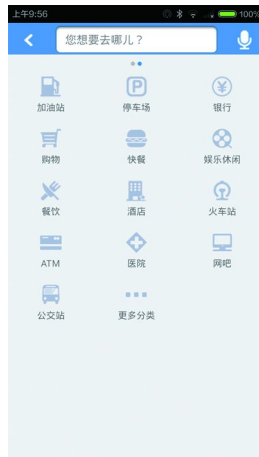 上午9:56 100%
您想要去哪儿？
加油站 停车场 银行
购物 快餐 娱乐休闲
餐饮 酒店 火车站
ATM 医院 网吧
公交站 更多分类